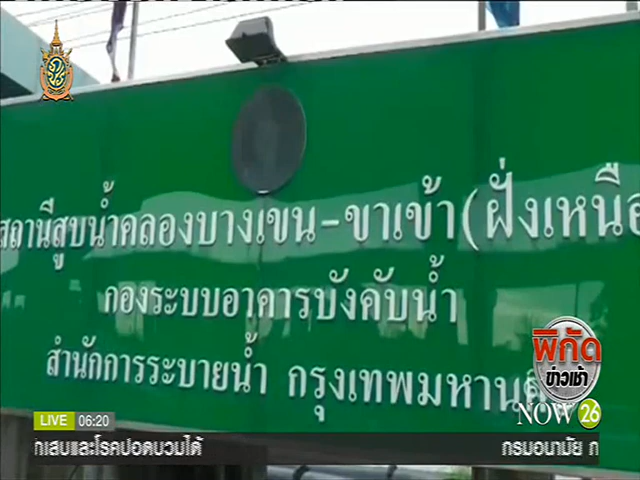 สถานีสูบน้ำคลองบางเขน-ขาเข้า(ฝั่งเหนือ
กองระบบอาคารบังคับน้ำ
สำนักการระบายน้ำ กรุงเทพมหานคร
พิกัด
ข่าวเช้า
NOW 26
LIVE 06:20
กเสบและโรคปอดบวมได้ กรมอนามัย ก